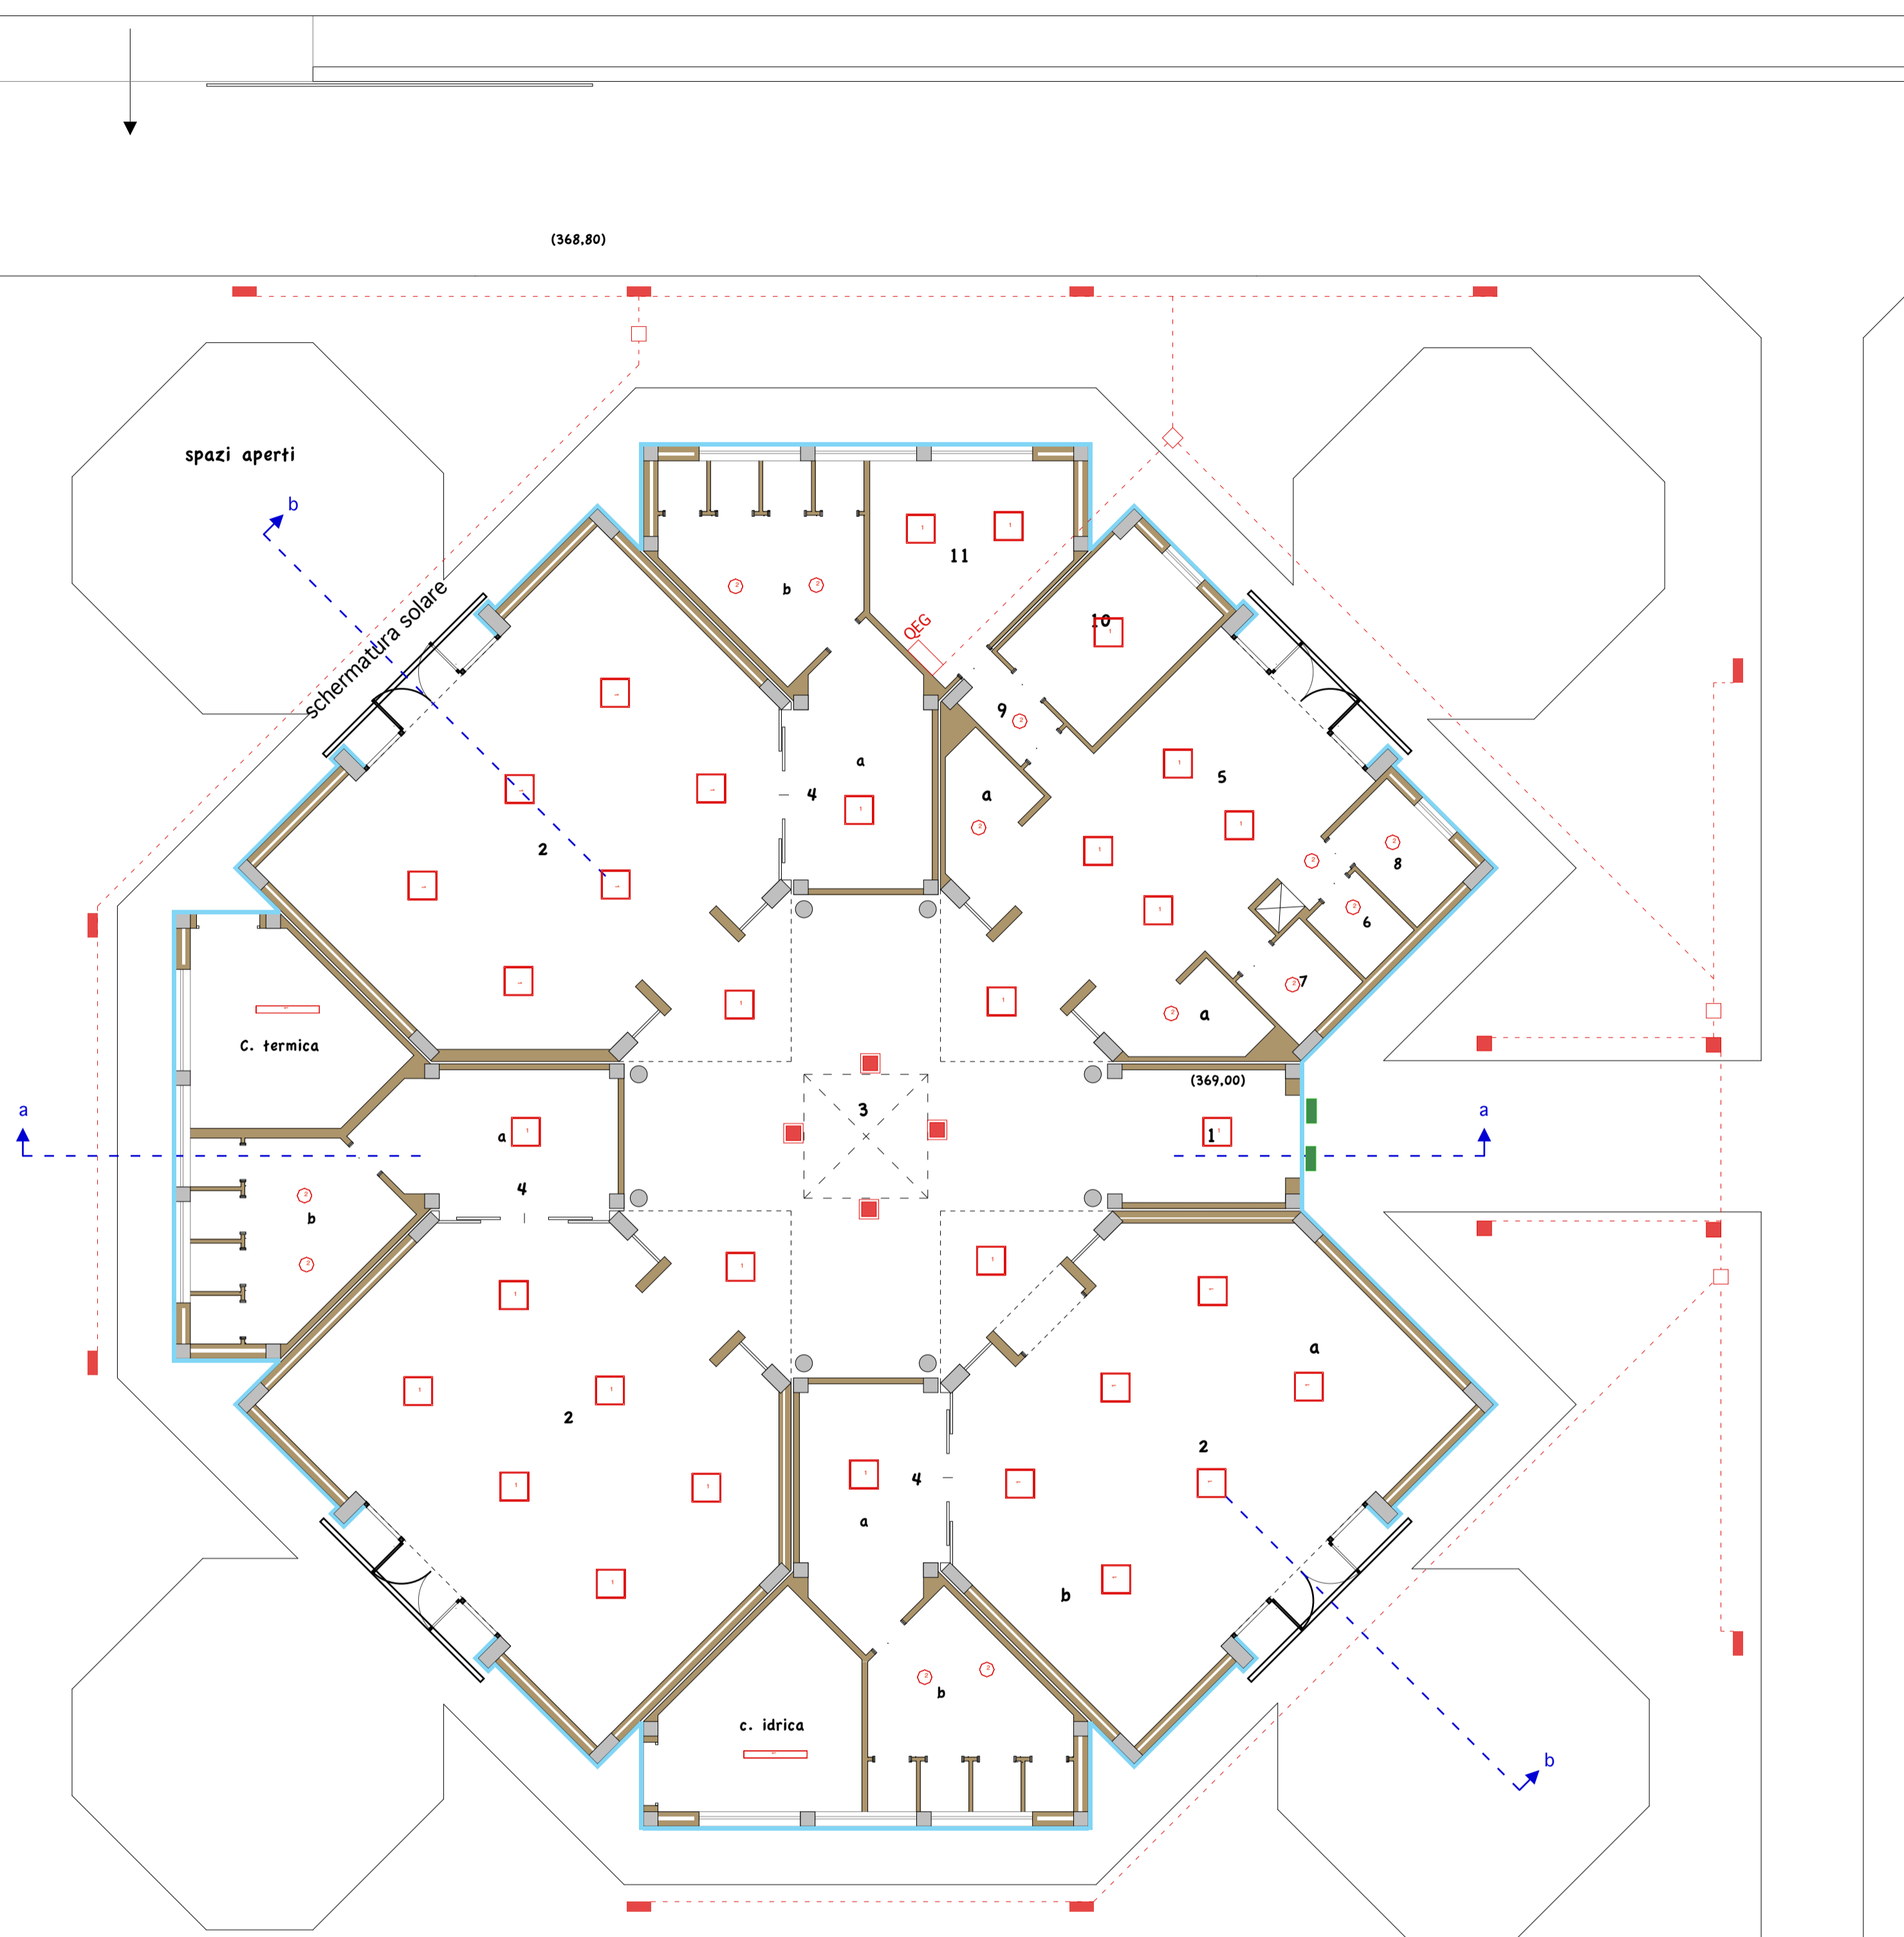 (368,80)
spazi aperti
b
schermatura solare
b
11
QEG
10
9
a
4
a
5
2
8
6
7
a
C. termica
(369,00)
3
a
a
1
a
4
b
a
2
2
4
a
b
b
b
c. idrica